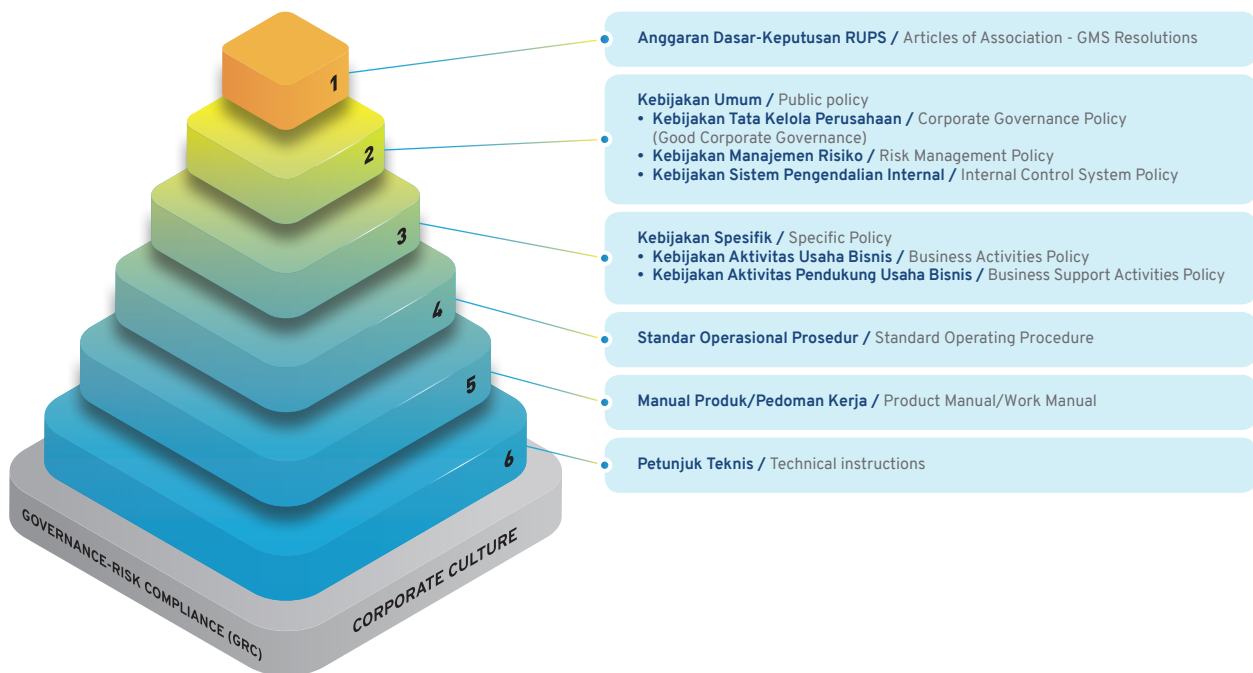 1
Anggaran Dasar-Keputusan RUPS / Articles of Association - GMS Resolutions
2
Kebijakan Umum / Public policy
• Kebijakan Tata Kelola Perusahaan / Corporate Governance Policy
(Good Corporate Governance)
• Kebijakan Manajemen Risiko / Risk Management Policy
• Kebijakan Sistem Pengendalian Internal / Internal Control System Policy
3
Kebijakan Spesifik / Specific Policy
• Kebijakan Aktivitas Usaha Bisnis / Business Activities Policy
• Kebijakan Aktivitas Pendukung Usaha Bisnis / Business Support Activities Policy
4
Standar Operasional Prosedur / Standard Operating Procedure
5
Manual Produk/Pedoman Kerja / Product Manual/Work Manual
6
Petunjuk Teknis / Technical instructions
GOVERNANCE-RISK COMPLIANCE (GRC)
CORPORATE CULTURE